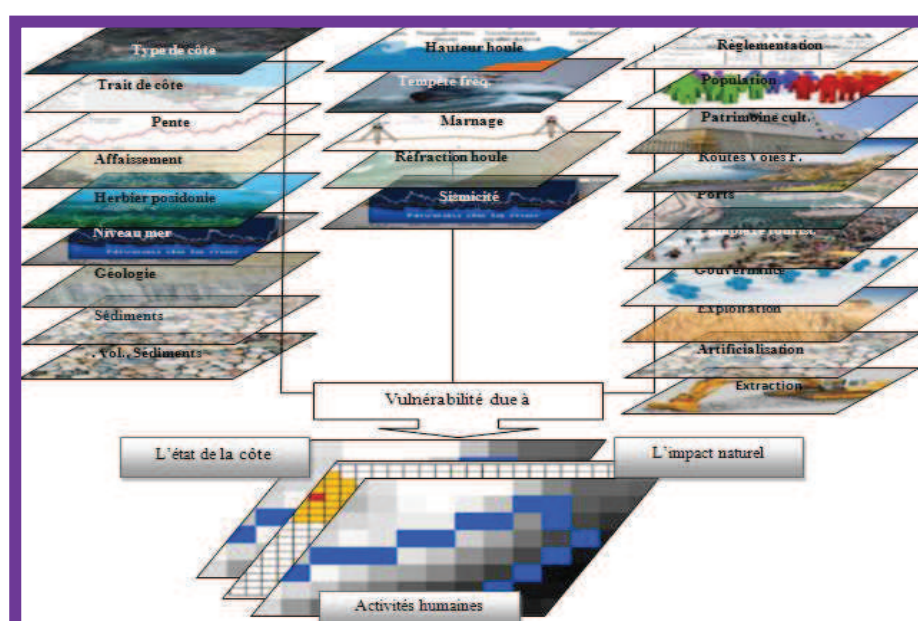 Type de côte
Trait de côte
Pente
Affaissement
Herbier posidonie
Niveau mer
Géologie
Sédiments
. vol., Sédiments
Hauteur houle
Tempête fréq.
Marnage
Réfraction houle
Sismicité
Réglementation
Population
Patrimoine cult.
Routes Voies F.
Ports
tourist.
Gouvernance
Exploitation
Artificialisation
Extraction
Vulnérabilité due à
L'état de la côte
L'impact naturel
Activités humaines